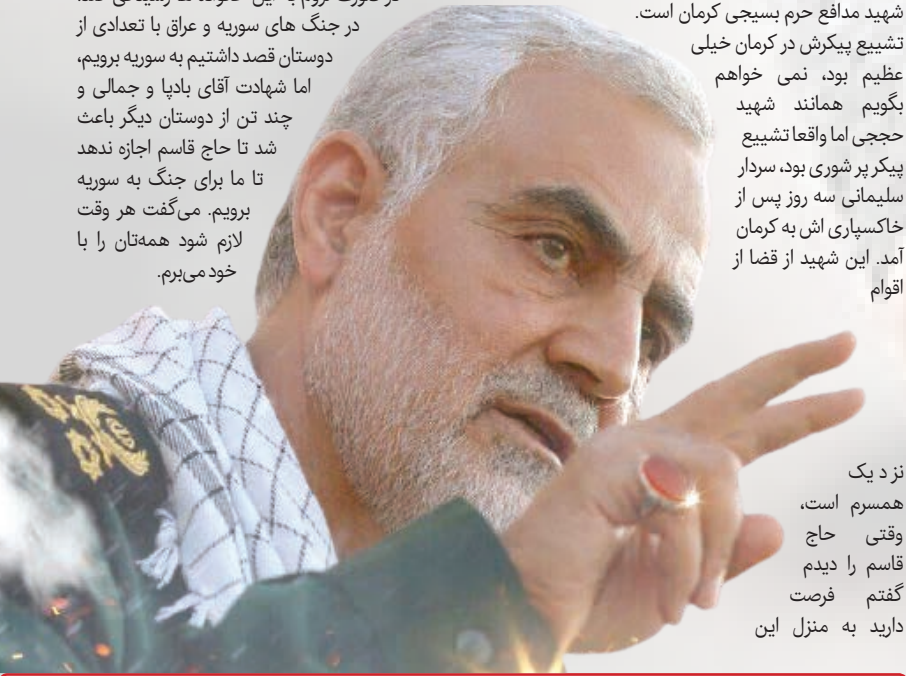 شهید مدافع حرم بسیجی کرمان است.
تشییع پیکرش در کرمان خیلی
عظیم بود، نمی خواهم
بگویم همانند شهید
حججی اما واقعا تشییع
پیکر پر شوری بود، سردار
سلیمانی سه روز پس از
خاکسپاری اش به کرمان
آمد. این شهید از قضا از
اقوام
نزدیک
همسرم است،
وقتی حاج
قاسم را دیدم
گفتم فرصت
دارید به منزل این
در جنگ های سوریه و عراق با تعدادی از
دوستان قصد داشتیم به سوریه برویم،
اما شهادت آقای بادپا و جمالی و
چند تن از دوستان دیگر باعث
شد تا حاج قاسم اجازه ندهد
تا ما برای جنگ به سوریه
برویم. می‌گفت هر وقت
لازم شود همه‌تان را با
خود می‌برم.